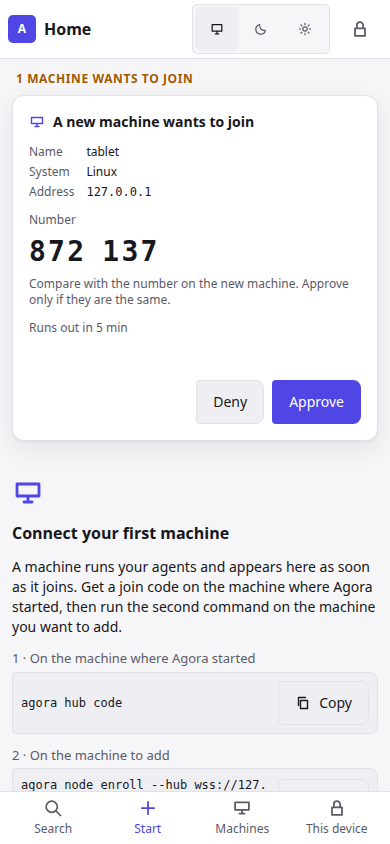 A Home
1 MACHINE WANTS TO JOIN
A new machine wants to join
Name tablet
System Linux
Address 127.0.0.1
Number
872 137
Compare with the number on the new machine. Approve
only if they are the same.
Runs out in 5 min
Deny Approve
Connect your first machine
A machine runs your agents and appears here as soon
as it joins. Get a join code on the machine where Agora
started, then run the second command on the machine
you want to add.
1 · On the machine where Agora started
agora hub code Copy
2 · On the machine to add
agora node enroll --hub wss://127.
Search Start Machines This device